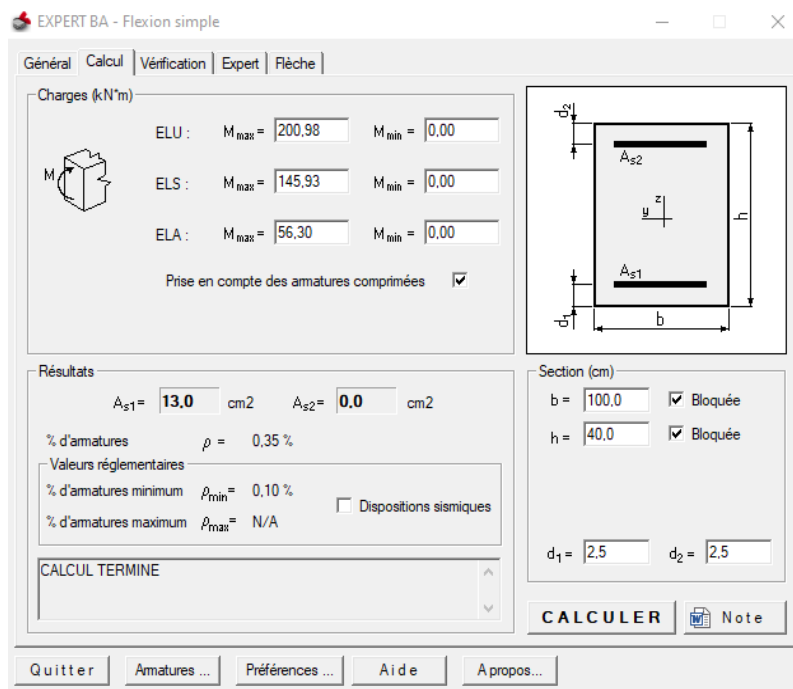 EXPERT BA - Flexion simple
Général Calcul Vérification Expert Flèche
Charges (kN*m)
ELU : M max = 200,98 M min = 0,00
M
ELS : M max = 145,93 M min = 0,00
ELA : M max = 56,30 M min = 0,00
Prise en compte des armatures comprimées
d2
As2
z
y
h
As1
d1
b
Résultats
As1= 13,0 cm2 As2= 0,0 cm2
% d'armatures ρ = 0,35 %
Valeurs réglementaires
% d'armatures minimum ρmin= 0,10 %
% d'armatures maximum ρmax= N/A
Dispositions sismiques
CALCUL TERMINE
Section (cm)
b = 100,0 Bloquée
h = 40,0 Bloquée
d1 = 2,5 d2 = 2,5
CALCULER Note
Quitter Armatures ... Préférences ... Aide A propos...